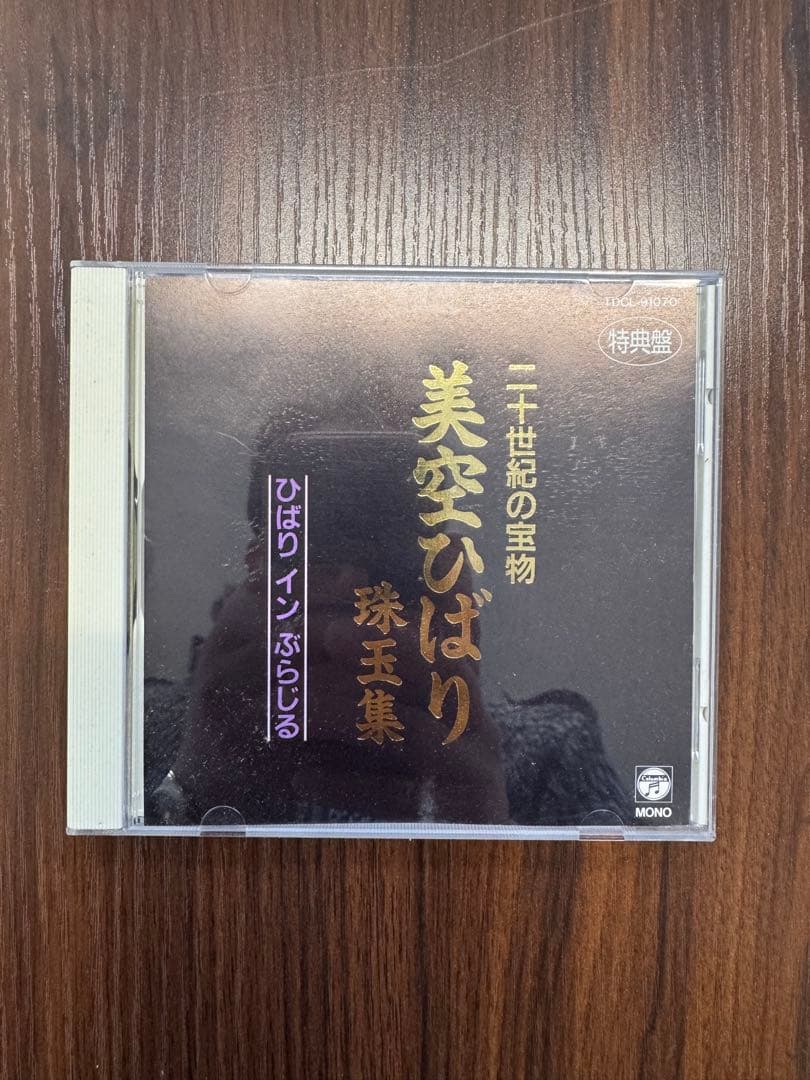 TDCL-91070
特典盤
二十世紀の宝物
美空ひばり
珠玉集
ひばり イン ぶらじる
Columbia
MONO